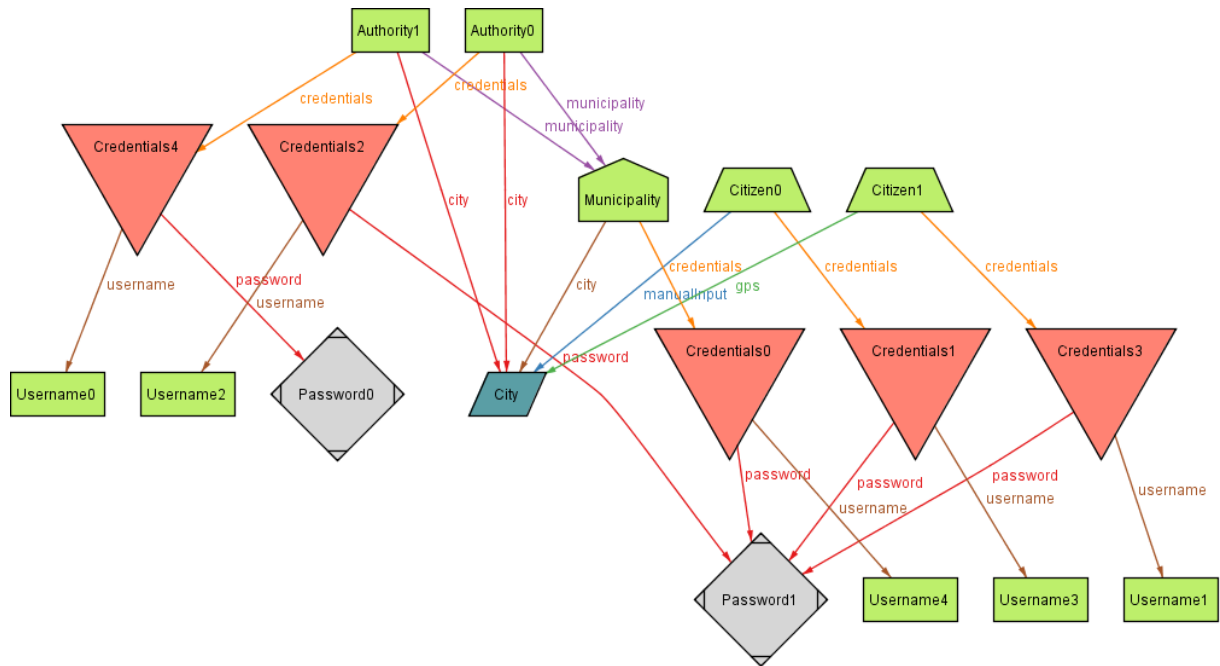 Authority1
Authority0
credentials
credentials
municipality
municipality
Credentials4
Credentials2
Municipality
Citizen0
Citizen1
city
city
username
password
username
city
credentials
credentials
credentials
manualInput
gps
Credentials0
Credentials1
Credentials3
password
Username0
Username2
Password0
City
password
password
password
username
username
username
Password1
Username4
Username3
Username1